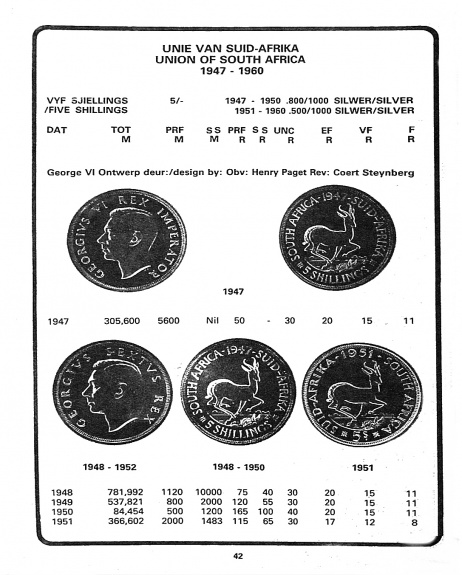 UNIE VAN SUID-AFRIKA
UNION OF SOUTH AFRICA
1947 - 1960
VYF SJIELLINGS 5/- 1947 - 1950 .800/1000 SILWER/SILVER
/FIVE SHILLINGS 1951 - 1960 .500/1000 SILWER/SILVER
DAT TOT PRF S S PRF S S UNC EF VF F
M M M R R R R R R
George VI Ontwerp deur:/design by: Obv: Henry Paget Rev: Coert Steynberg
GEORGIVS VI REX IMPERATOR
SOUTH AFRICA-1947-SUID-AFRIKA
5 SHILLINGS
1947
1947 305,600 5600 Nil 50 - 30 20 15 11
GEORGIVS SEXTVS REX
SOUTH AFRICA-1947-SUID-AFRIKA
5 SHILLINGS
SUID-AFRIKA-1951-SOUTH AFRICA
5S
1948 - 1952 1948 - 1950 1951
1948 781,992 1120 10000 75 40 30 20 15 11
1949 537,821 800 2000 120 55 30 20 15 11
1950 84,454 500 1200 165 100 40 20 15 11
1951 366,602 2000 1483 115 65 30 17 12 8
42